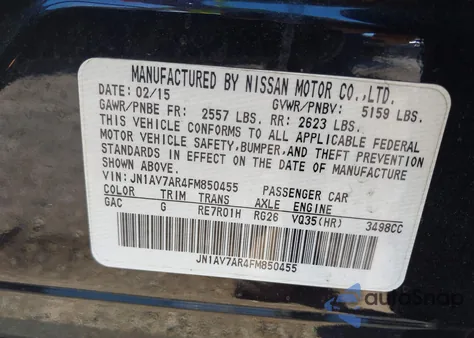 MANUFACTURED BY NISSAN MOTOR CO.,LTD.
DATE: 02/15 GVWR/PNBV: 5159 LBS.
GAWR/PNBE FR: 2557 LBS. RR: 2623 LBS.
THIS VEHICLE CONFORMS TO ALL APPLICABLE FEDERAL
MOTOR VEHICLE SAFETY,BUMPER,AND THEFT PREVENTION
STANDARDS IN EFFECT ON THE DATE OF MANUFACTURE
SHOWN ABOVE.
VIN: JN1AV7AR4FM850455 PASSENGER CAR
COLOR TRIM TRANS AXLE ENGINE
GAC G RE7R01H RG26 VQ35(HR) 3498CC
JN1AV7AR4FM850455
autoSnap